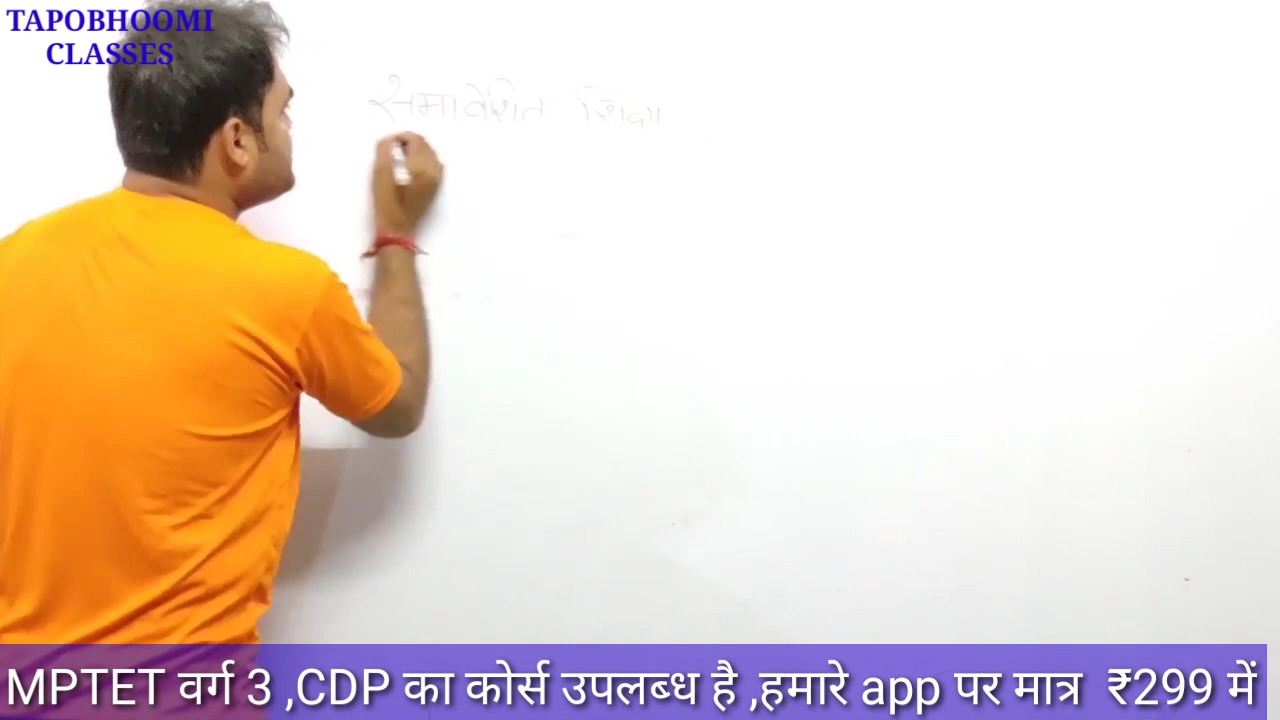 TAPOBHOOMI
CLASSES
समावेशित शिक्षा
MPTET वर्ग 3 ,CDP का कोर्स उपलब्ध है ,हमारे app पर मात्र ₹299 में